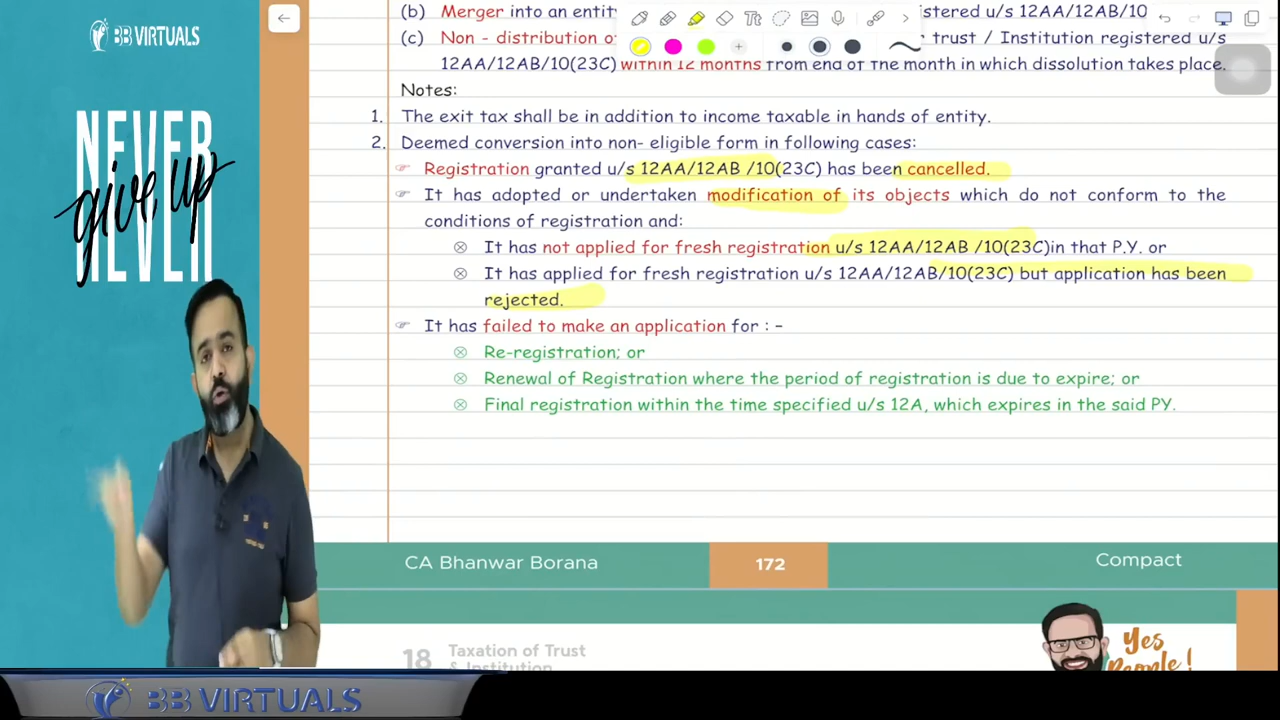 BB VIRTUALS
NEVER
give up
NEVER
(b) Merger into an entity
istered u/s 12AA/12AB/10
(c) Non - distribution of
r trust / Institution registered u/s
12AA/12AB/10(23C) within 12 months from end of the month in which dissolution takes place.
Notes:
1. The exit tax shall be in addition to income taxable in hands of entity.
2. Deemed conversion into non- eligible form in following cases:
Registration granted u/s 12AA/12AB /10(23C) has been cancelled.
It has adopted or undertaken modification of its objects which do not conform to the
conditions of registration and:
It has not applied for fresh registration u/s 12AA/12AB /10(23C)in that P.Y. or
It has applied for fresh registration u/s 12AA/12AB/10(23C) but application has been
rejected.
It has failed to make an application for : -
Re-registration; or
Renewal of Registration where the period of registration is due to expire; or
Final registration within the time specified u/s 12A, which expires in the said PY.
CA Bhanwar Borana
172
Compact
18
Taxation of Trust
& Institution
Yes
People!
BB VIRTUALS